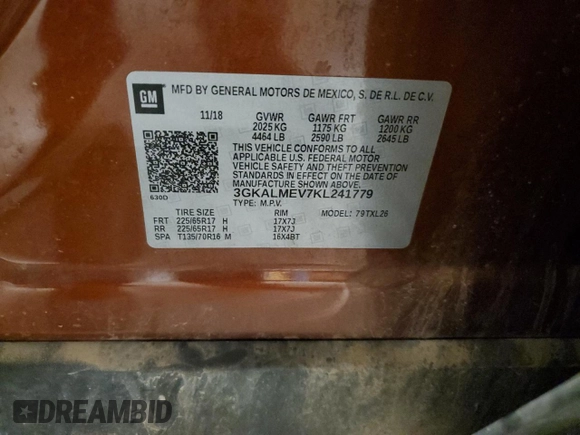 GM MFD BY GENERAL MOTORS DE MEXICO, S. DE R.L. DE C.V.
11/18 GVWR GAWR FRT GAWR RR
2025 KG 1175 KG 1200 KG
4464 LB 2590 LB 2645 LB
THIS VEHICLE CONFORMS TO ALL
APPLICABLE U.S. FEDERAL MOTOR
VEHICLE SAFETY AND THEFT PREVENTION
STANDARDS IN EFFECT ON THE DATE OF
MANUFACTURE SHOWN ABOVE.
3GKALMEV7KL241779
630D TYPE: M.P.V.
TIRE SIZE RIM MODEL: 79TXL26
FRT 225/65R17 H 17X7J
RR 225/65R17 H 17X7J
SPA T135/70R16 M 16X4BT
DREAMBID